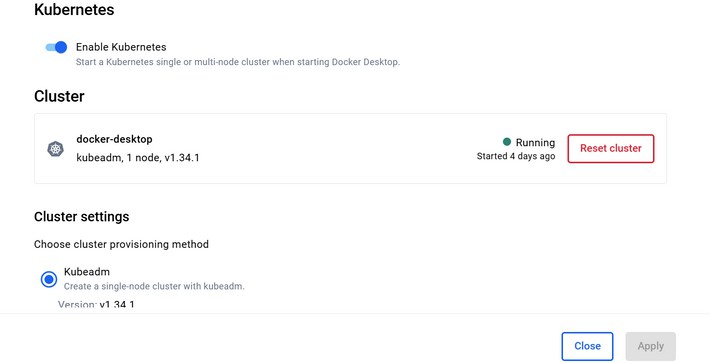 Kubernetes
Enable Kubernetes
Start a Kubernetes single or multi-node cluster when starting Docker Desktop.
Cluster
docker-desktop
kubeadm, 1 node, v1.34.1
Running
Started 4 days ago
Reset cluster
Cluster settings
Choose cluster provisioning method
Kubeadm
Create a single-node cluster with kubeadm.
Version: v1.34.1
Close
Apply